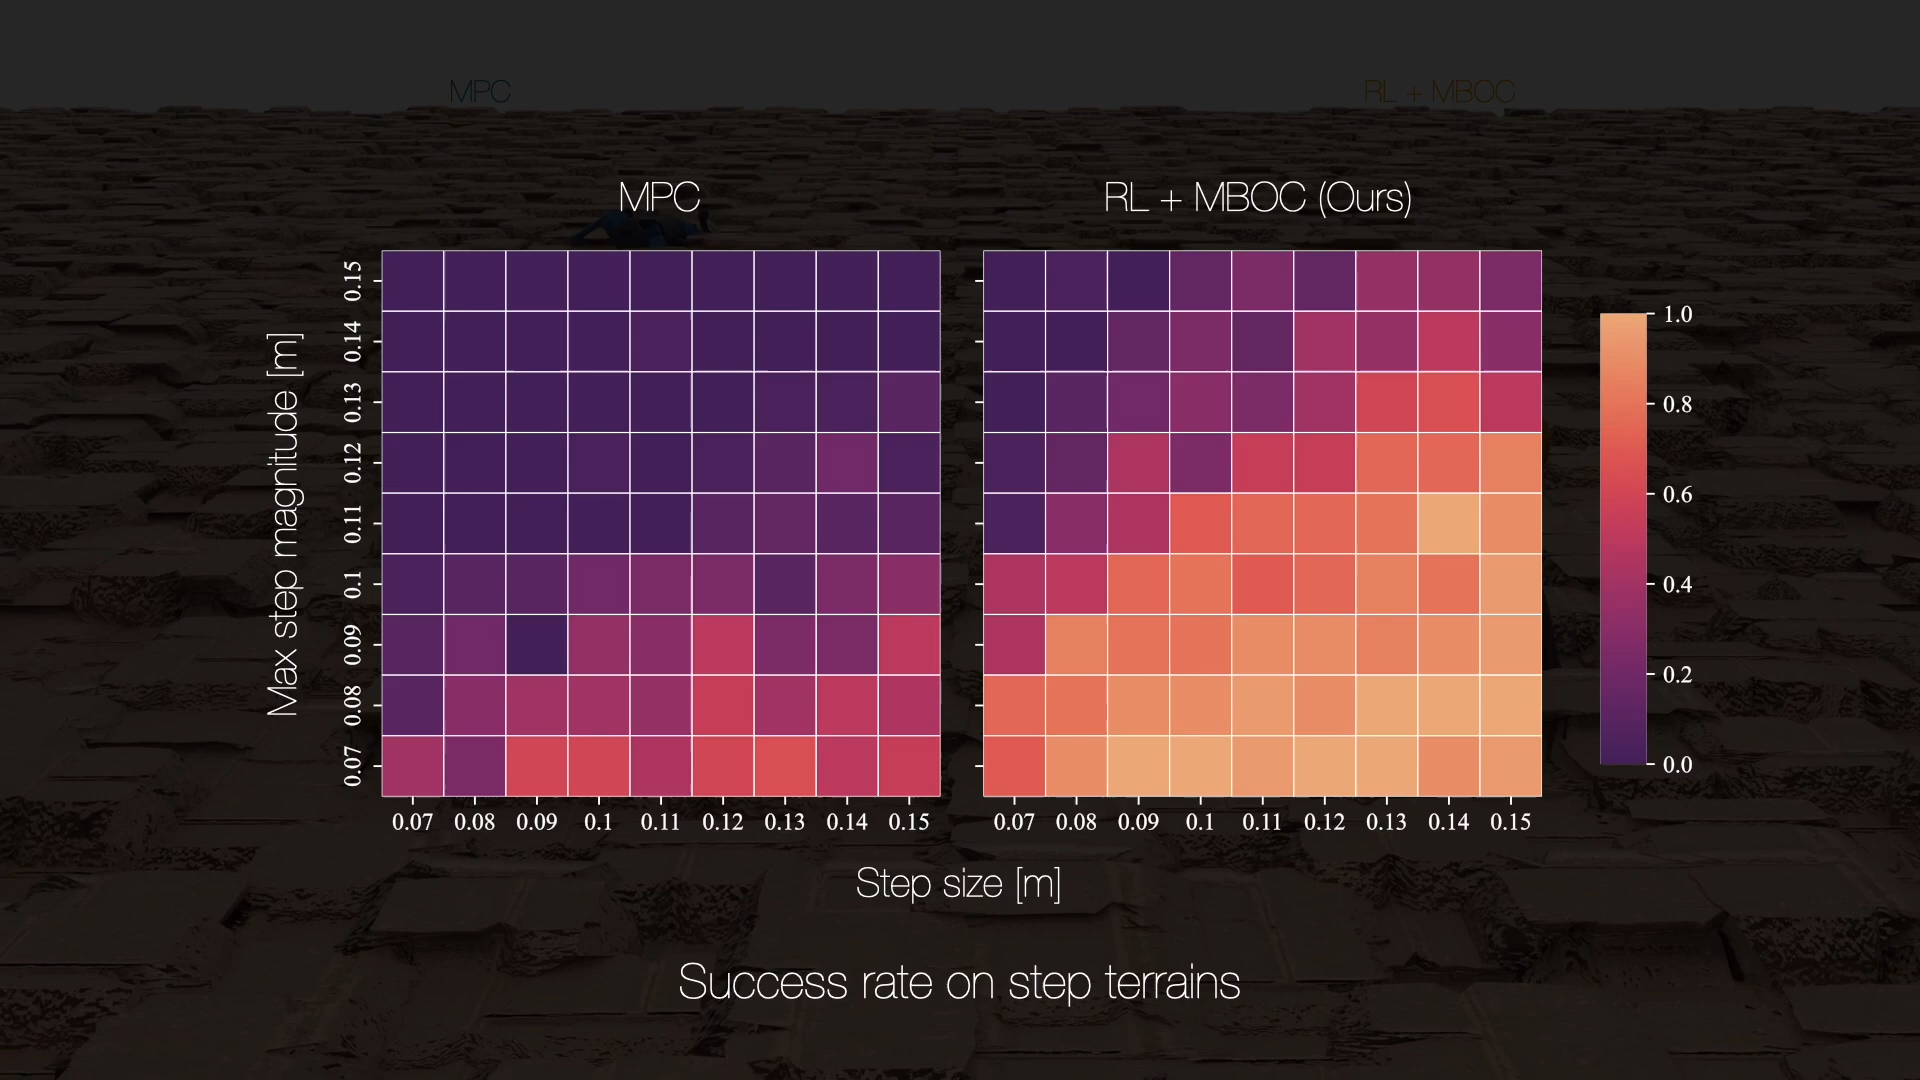 MPC
RL + MBOC
MPC
RL + MBOC (Ours)
Max step magnitude [m]
0.15
0.14
0.13
0.12
0.11
0.1
0.09
0.08
0.07
0.07 0.08 0.09 0.1 0.11 0.12 0.13 0.14 0.15
0.07 0.08 0.09 0.1 0.11 0.12 0.13 0.14 0.15
1.0
0.8
0.6
0.4
0.2
0.0
Step size [m]
Success rate on step terrains